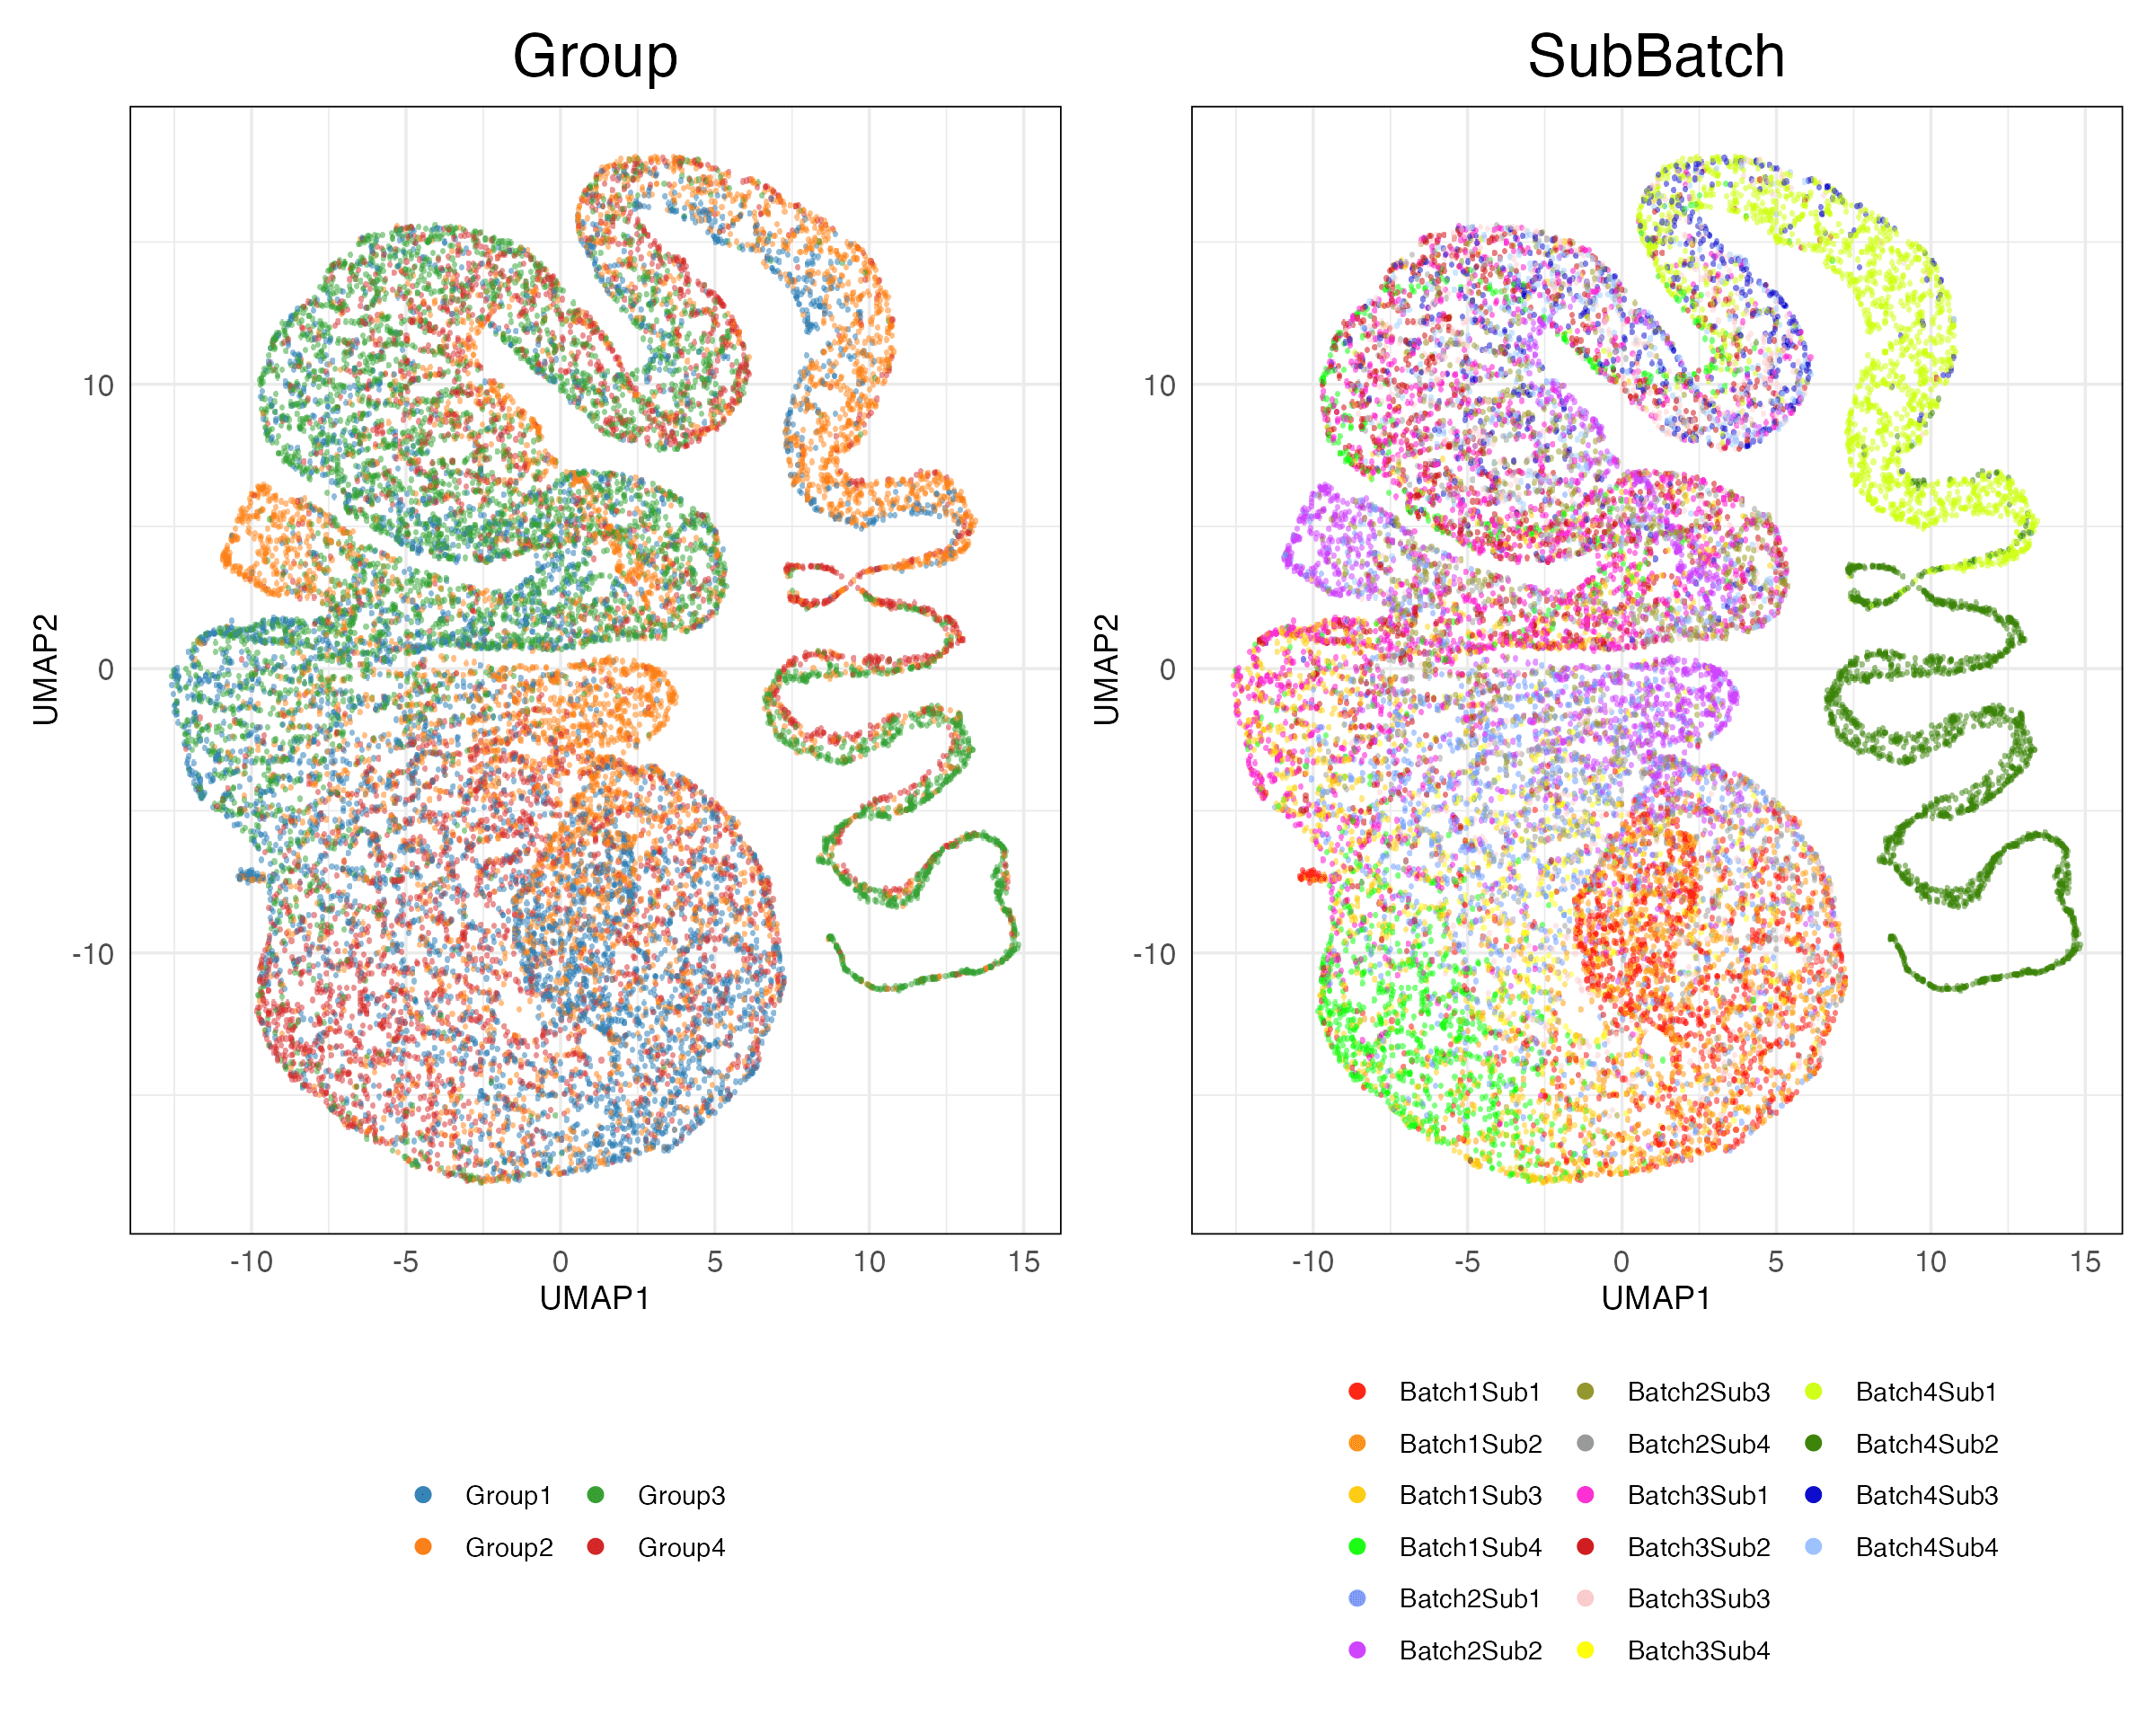 Group
SubBatch
UMAP2
10
0
-10
-10 -5 0 5 10 15
UMAP1
UMAP2
10
0
-10
-10 -5 0 5 10 15
UMAP1
Group1 Group3
Group2 Group4
Batch1Sub1 Batch2Sub3 Batch4Sub1
Batch1Sub2 Batch2Sub4 Batch4Sub2
Batch1Sub3 Batch3Sub1 Batch4Sub3
Batch1Sub4 Batch3Sub2 Batch4Sub4
Batch2Sub1 Batch3Sub3
Batch2Sub2 Batch3Sub4